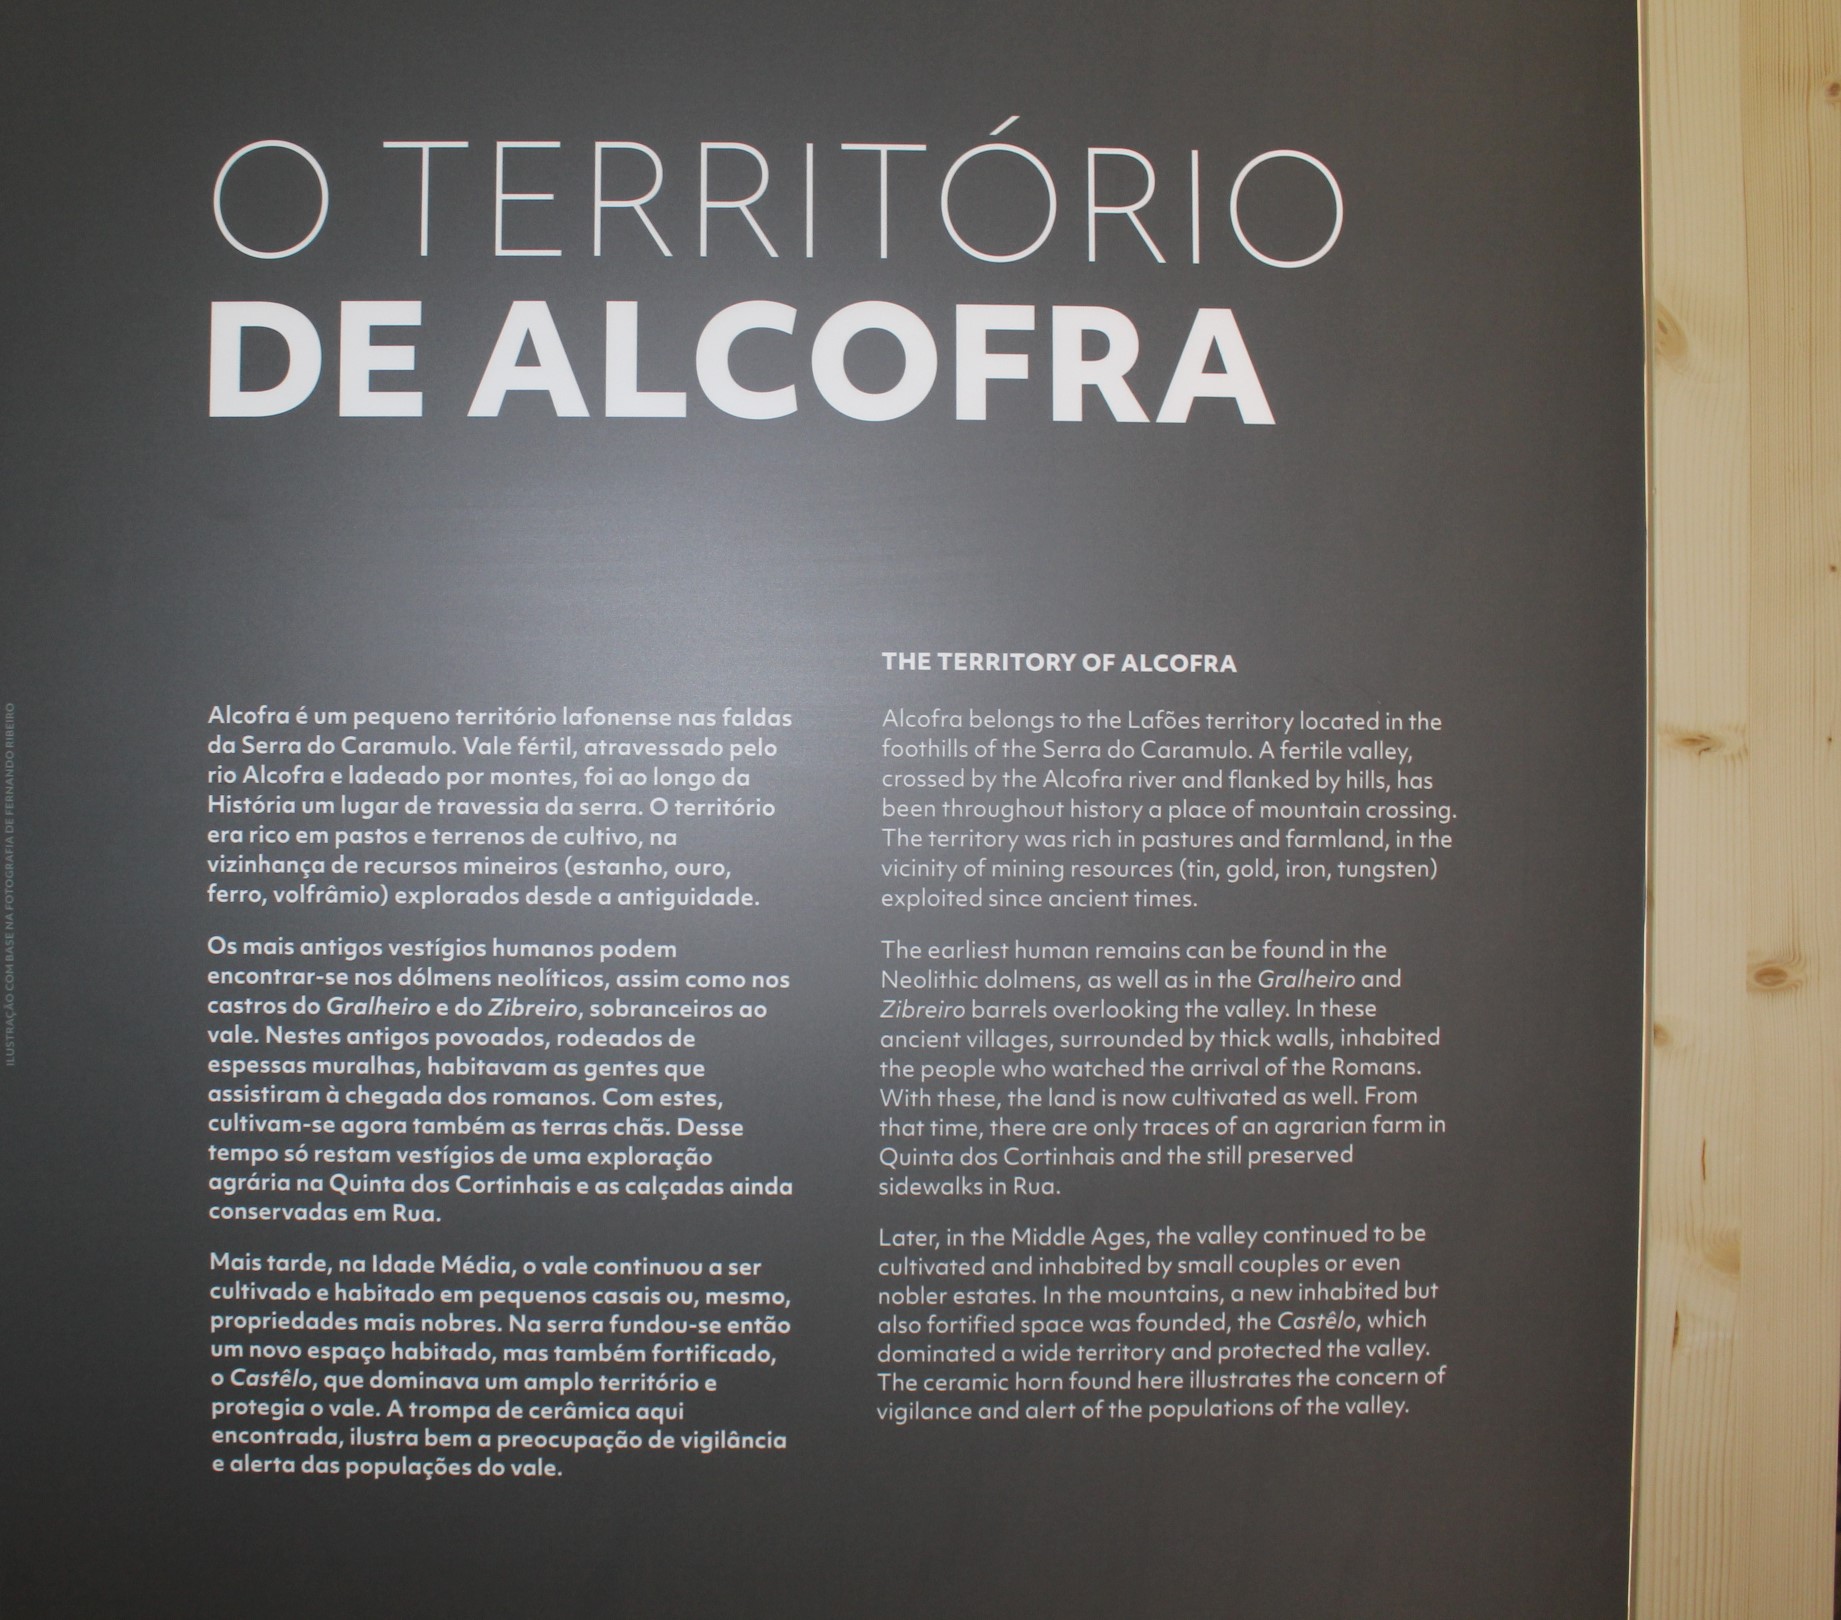 O TERRITÓRIO
DE ALCOFRA
Alcofra é um pequeno território lafonense nas faldas
da Serra do Caramulo. Vale fértil, atravessado pelo
rio Alcofra e ladeado por montes, foi ao longo da
História um lugar de travessia da serra. O território
era rico em pastos e terrenos de cultivo, na
vizinhança de recursos mineiros (estanho, ouro,
ferro, volfrâmio) explorados desde a antiguidade.
Os mais antigos vestígios humanos podem
encontrar-se nos dólmens neolíticos, assim como nos
castros do Gralheiro e do Zibreiro, sobranceiros ao
vale. Nestes antigos povoados, rodeados de
espessas muralhas, habitavam as gentes que
assistiram à chegada dos romanos. Com estes,
cultivam-se agora também as terras chãs. Desse
tempo só restam vestígios de uma exploração
agrária na Quinta dos Cortinhais e as calçadas ainda
conservadas em Rua.
Mais tarde, na Idade Média, o vale continuou a ser
cultivado e habitado em pequenos casais ou, mesmo,
propriedades mais nobres. Na serra fundou-se então
um novo espaço habitado, mas também fortificado,
o Castêlo, que dominava um amplo território e
protegia o vale. A trompa de cerâmica aqui
encontrada, ilustra bem a preocupação de vigilância
e alerta das populações do vale.
THE TERRITORY OF ALCOFRA
Alcofra belongs to the Lafões territory located in the
foothills of the Serra do Caramulo. A fertile valley,
crossed by the Alcofra river and flanked by hills, has
been throughout history a place of mountain crossing.
The territory was rich in pastures and farmland, in the
vicinity of mining resources (tin, gold, iron, tungsten)
exploited since ancient times.
The earliest human remains can be found in the
Neolithic dolmens, as well as in the Gralheiro and
Zibreiro barrels overlooking the valley. In these
ancient villages, surrounded by thick walls, inhabited
the people who watched the arrival of the Romans.
With these, the land is now cultivated as well. From
that time, there are only traces of an agrarian farm in
Quinta dos Cortinhais and the still preserved
sidewalks in Rua.
Later, in the Middle Ages, the valley continued to be
cultivated and inhabited by small couples or even
nobler estates. In the mountains, a new inhabited but
also fortified space was founded, the Castêlo, which
dominated a wide territory and protected the valley.
The ceramic horn found here illustrates the concern of
vigilance and alert of the populations of the valley.
ILUSTRAÇÃO COM BASE NA FOTOGRAFIA DE FERNANDO RIBEIRO